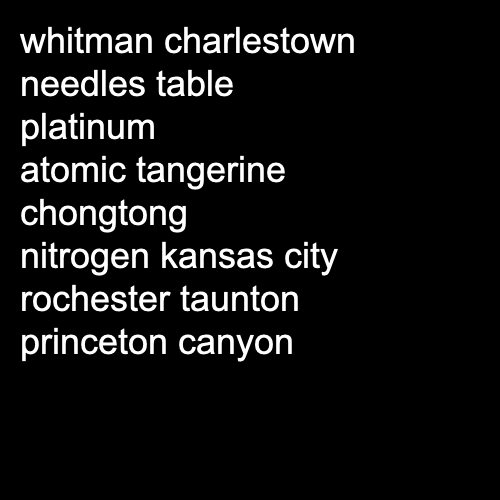 whitman charlestown
needles table
platinum
atomic tangerine
chongtong
nitrogen kansas city
rochester taunton
princeton canyon